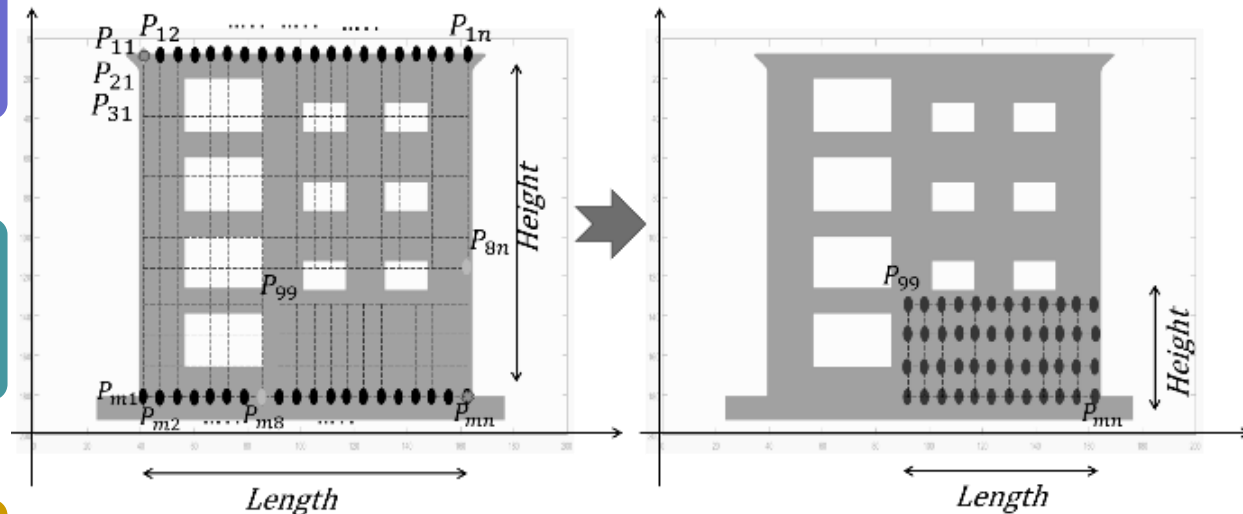 P₁₁ P₁₂ ..... ..... ..... P₁ₙ
P₂₁
P₃₁
Height
P₈ₙ
P₉₉
Pₘ₁
Pₘ₂ ..... Pₘ₈ ..... Pₘₙ
Length
P₉₉
Height
Pₘₙ
Length